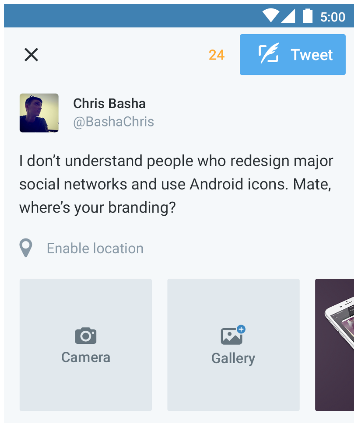 5:00
24 Tweet
Chris Basha
@BashaChris
I don’t understand people who redesign major
social networks and use Android icons. Mate,
where’s your branding?
Enable location
Camera Gallery